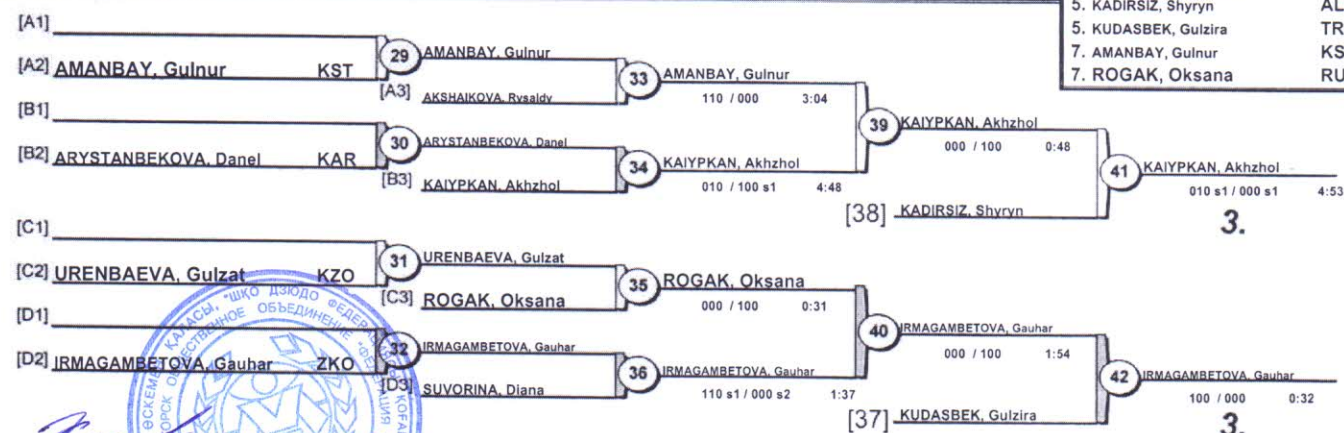 5. KADIRSIZ, Shyryn
5. KUDASBEK, Gulzira
7. AMANBAY, Gulnur
7. ROGAK, Oksana
[A1]
[A2] AMANBAY, Gulnur KST
29
AMANBAY, Gulnur
[A3] AKSHAIKOVA, Rysaldy
33
AMANBAY, Gulnur
110 / 000 3:04
[B1]
[B2] ARYSTANBEKOVA, Danel KAR
30
ARYSTANBEKOVA, Danel
[B3] KAIYPKAN, Akhzhol
34
KAIYPKAN, Akhzhol
010 / 100 s1 4:48
39
KAIYPKAN, Akhzhol
000 / 100 0:48
[38] KADIRSIZ, Shyryn
41
KAIYPKAN, Akhzhol
010 s1 / 000 s1 4:53
3.
[C1]
[C2] URENBAEVA, Gulzat KZO
31
URENBAEVA, Gulzat
[C3] ROGAK, Oksana
35
ROGAK, Oksana
000 / 100 0:31
[D1]
[D2] IRMAGAMBETOVA, Gauhar ZKO
32
IRMAGAMBETOVA, Gauhar
[D3] SUVORINA, Diana
36
IRMAGAMBETOVA, Gauhar
110 s1 / 000 s2 1:37
40
IRMAGAMBETOVA, Gauhar
000 / 100 1:54
[37] KUDASBEK, Gulzira
42
IRMAGAMBETOVA, Gauhar
100 / 000 0:32
3.